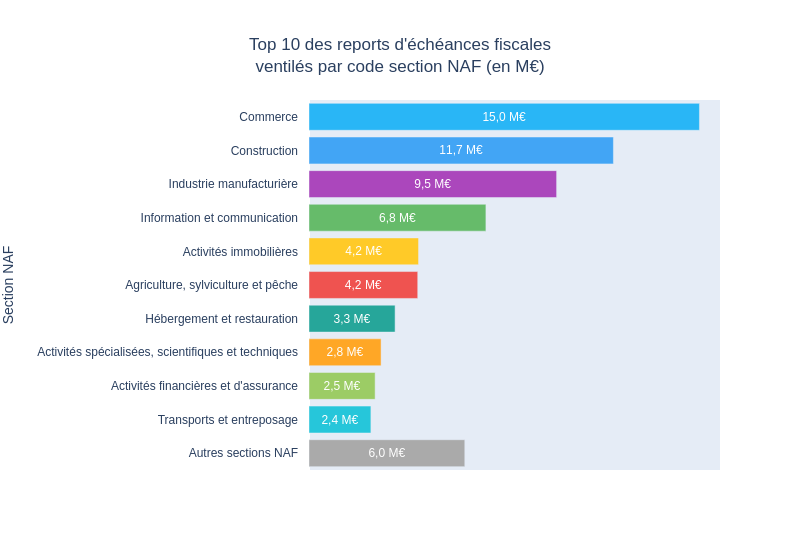 Top 10 des reports d'échéances fiscales
ventilés par code section NAF (en M€)
Section NAF
Commerce 15,0 M€
Construction 11,7 M€
Industrie manufacturière 9,5 M€
Information et communication 6,8 M€
Activités immobilières 4,2 M€
Agriculture, sylviculture et pêche 4,2 M€
Hébergement et restauration 3,3 M€
Activités spécialisées, scientifiques et techniques 2,8 M€
Activités financières et d'assurance 2,5 M€
Transports et entreposage 2,4 M€
Autres sections NAF 6,0 M€